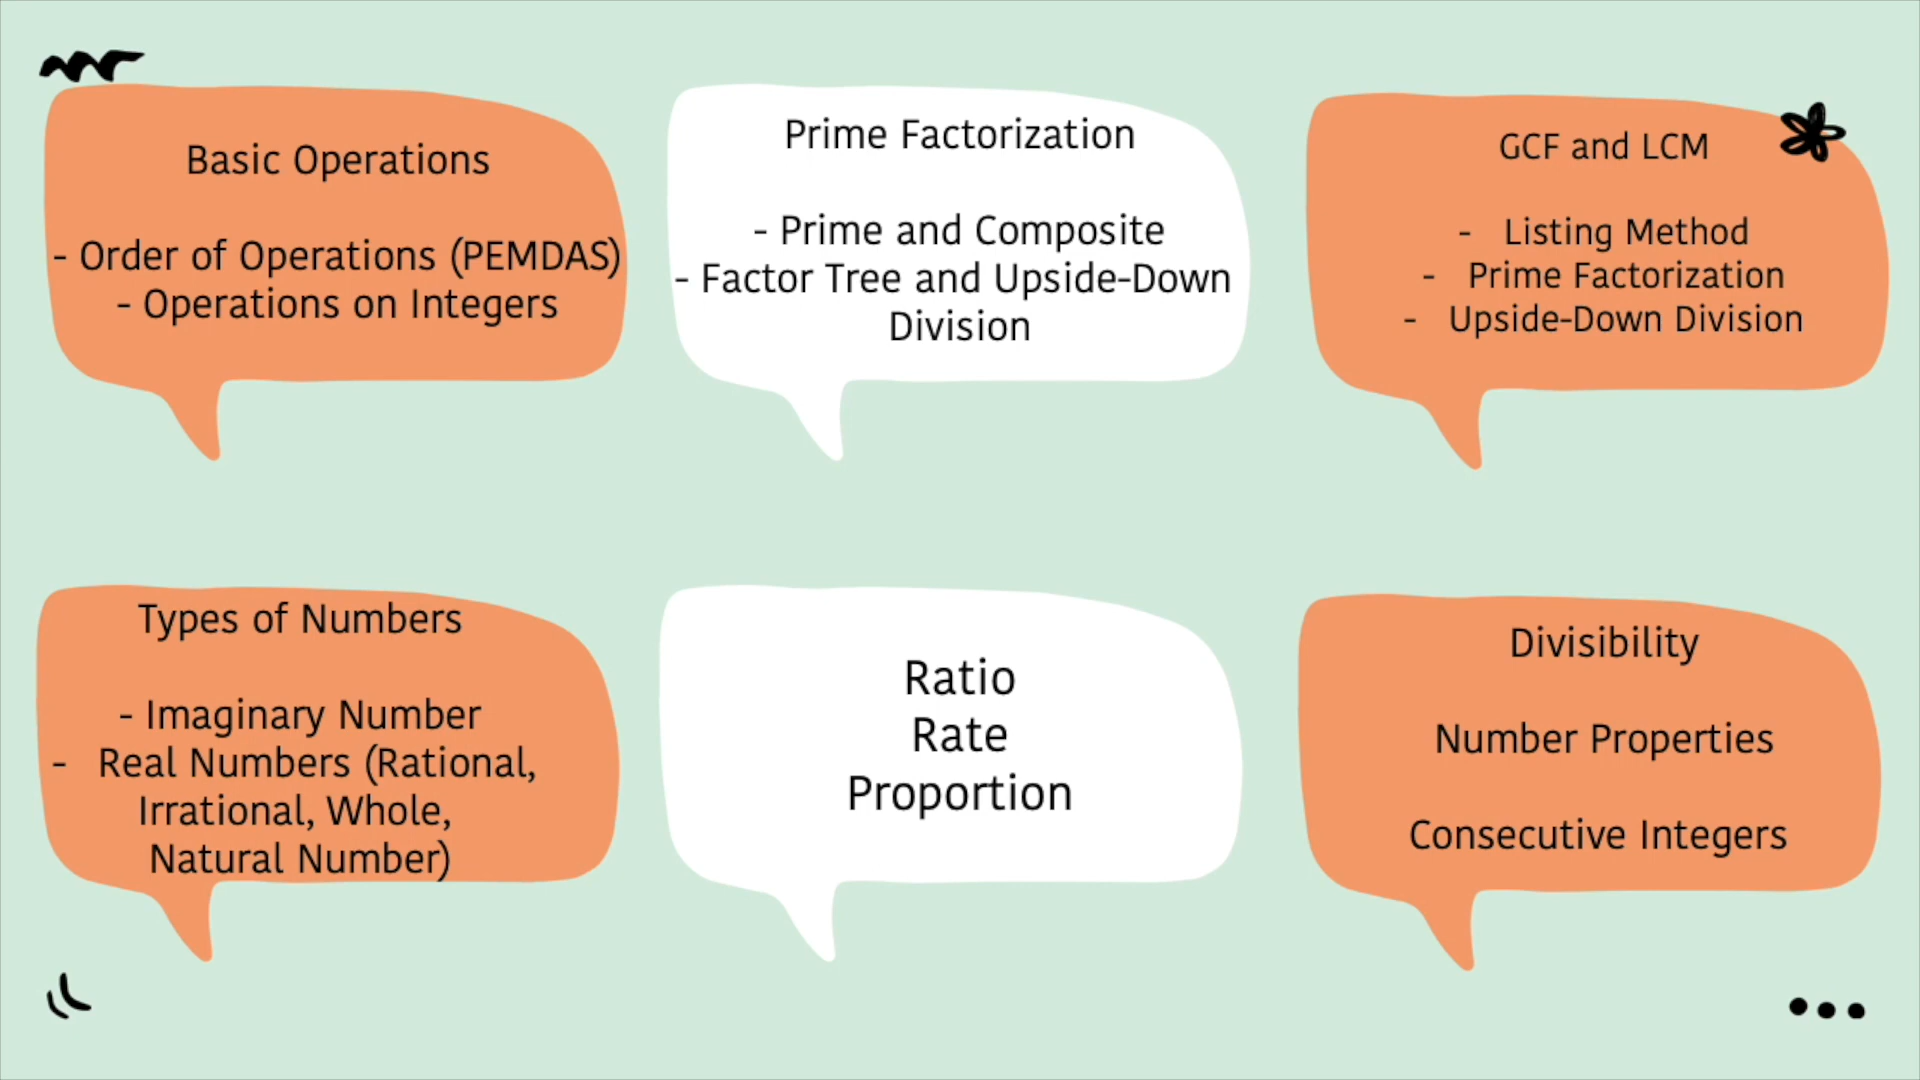 Basic Operations
- Order of Operations (PEMDAS)
- Operations on Integers
Prime Factorization
- Prime and Composite
- Factor Tree and Upside-Down
Division
GCF and LCM
- Listing Method
- Prime Factorization
- Upside-Down Division
Types of Numbers
- Imaginary Number
- Real Numbers (Rational,
Irrational, Whole,
Natural Number)
Ratio
Rate
Proportion
Divisibility
Number Properties
Consecutive Integers